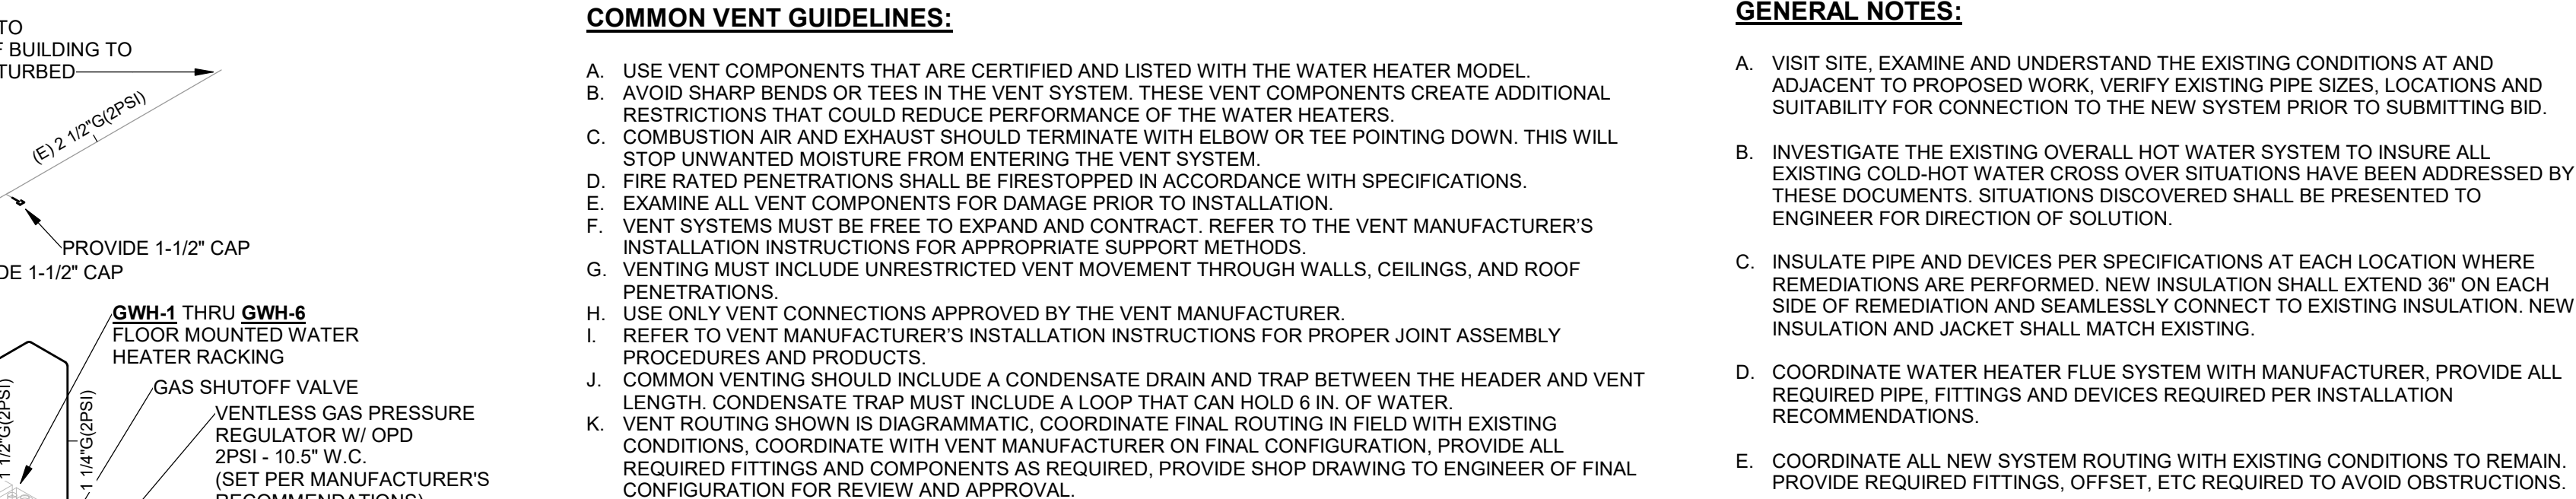 TO
F BUILDING TO
TURBED
(E) 2 1/2"G(2PSI)
PROVIDE 1-1/2" CAP
DE 1-1/2" CAP
GWH-1 THRU GWH-6
FLOOR MOUNTED WATER
HEATER RACKING
GAS SHUTOFF VALVE
1/2"G(2PSI)
1 1/4"G(2PSI)
VENTLESS GAS PRESSURE
REGULATOR W/ OPD
2PSI - 10.5" W.C.
(SET PER MANUFACTURER'S
RECOMMENDATIONS)
COMMON VENT GUIDELINES:
A. USE VENT COMPONENTS THAT ARE CERTIFIED AND LISTED WITH THE WATER HEATER MODEL.
B. AVOID SHARP BENDS OR TEES IN THE VENT SYSTEM. THESE VENT COMPONENTS CREATE ADDITIONAL
RESTRICTIONS THAT COULD REDUCE PERFORMANCE OF THE WATER HEATERS.
C. COMBUSTION AIR AND EXHAUST SHOULD TERMINATE WITH ELBOW OR TEE POINTING DOWN. THIS WILL
STOP UNWANTED MOISTURE FROM ENTERING THE VENT SYSTEM.
D. FIRE RATED PENETRATIONS SHALL BE FIRESTOPPED IN ACCORDANCE WITH SPECIFICATIONS.
E. EXAMINE ALL VENT COMPONENTS FOR DAMAGE PRIOR TO INSTALLATION.
F. VENT SYSTEMS MUST BE FREE TO EXPAND AND CONTRACT. REFER TO THE VENT MANUFACTURER’S
INSTALLATION INSTRUCTIONS FOR APPROPRIATE SUPPORT METHODS.
G. VENTING MUST INCLUDE UNRESTRICTED VENT MOVEMENT THROUGH WALLS, CEILINGS, AND ROOF
PENETRATIONS.
H. USE ONLY VENT CONNECTIONS APPROVED BY THE VENT MANUFACTURER.
I. REFER TO VENT MANUFACTURER’S INSTALLATION INSTRUCTIONS FOR PROPER JOINT ASSEMBLY
PROCEDURES AND PRODUCTS.
J. COMMON VENTING SHOULD INCLUDE A CONDENSATE DRAIN AND TRAP BETWEEN THE HEADER AND VENT
LENGTH. CONDENSATE TRAP MUST INCLUDE A LOOP THAT CAN HOLD 6 IN. OF WATER.
K. VENT ROUTING SHOWN IS DIAGRAMMATIC, COORDINATE FINAL ROUTING IN FIELD WITH EXISTING
CONDITIONS, COORDINATE WITH VENT MANUFACTURER ON FINAL CONFIGURATION, PROVIDE ALL
REQUIRED FITTINGS AND COMPONENTS AS REQUIRED, PROVIDE SHOP DRAWING TO ENGINEER OF FINAL
CONFIGURATION FOR REVIEW AND APPROVAL.
GENERAL NOTES:
A. VISIT SITE, EXAMINE AND UNDERSTAND THE EXISTING CONDITIONS AT AND
ADJACENT TO PROPOSED WORK, VERIFY EXISTING PIPE SIZES, LOCATIONS AND
SUITABILITY FOR CONNECTION TO THE NEW SYSTEM PRIOR TO SUBMITTING BID.
B. INVESTIGATE THE EXISTING OVERALL HOT WATER SYSTEM TO INSURE ALL
EXISTING COLD-HOT WATER CROSS OVER SITUATIONS HAVE BEEN ADDRESSED BY
THESE DOCUMENTS. SITUATIONS DISCOVERED SHALL BE PRESENTED TO
ENGINEER FOR DIRECTION OF SOLUTION.
C. INSULATE PIPE AND DEVICES PER SPECIFICATIONS AT EACH LOCATION WHERE
REMEDIATIONS ARE PERFORMED. NEW INSULATION SHALL EXTEND 36" ON EACH
SIDE OF REMEDIATION AND SEAMLESSLY CONNECT TO EXISTING INSULATION. NEW
INSULATION AND JACKET SHALL MATCH EXISTING.
D. COORDINATE WATER HEATER FLUE SYSTEM WITH MANUFACTURER, PROVIDE ALL
REQUIRED PIPE, FITTINGS AND DEVICES REQUIRED PER INSTALLATION
RECOMMENDATIONS.
E. COORDINATE ALL NEW SYSTEM ROUTING WITH EXISTING CONDITIONS TO REMAIN.
PROVIDE REQUIRED FITTINGS, OFFSET, ETC REQUIRED TO AVOID OBSTRUCTIONS.